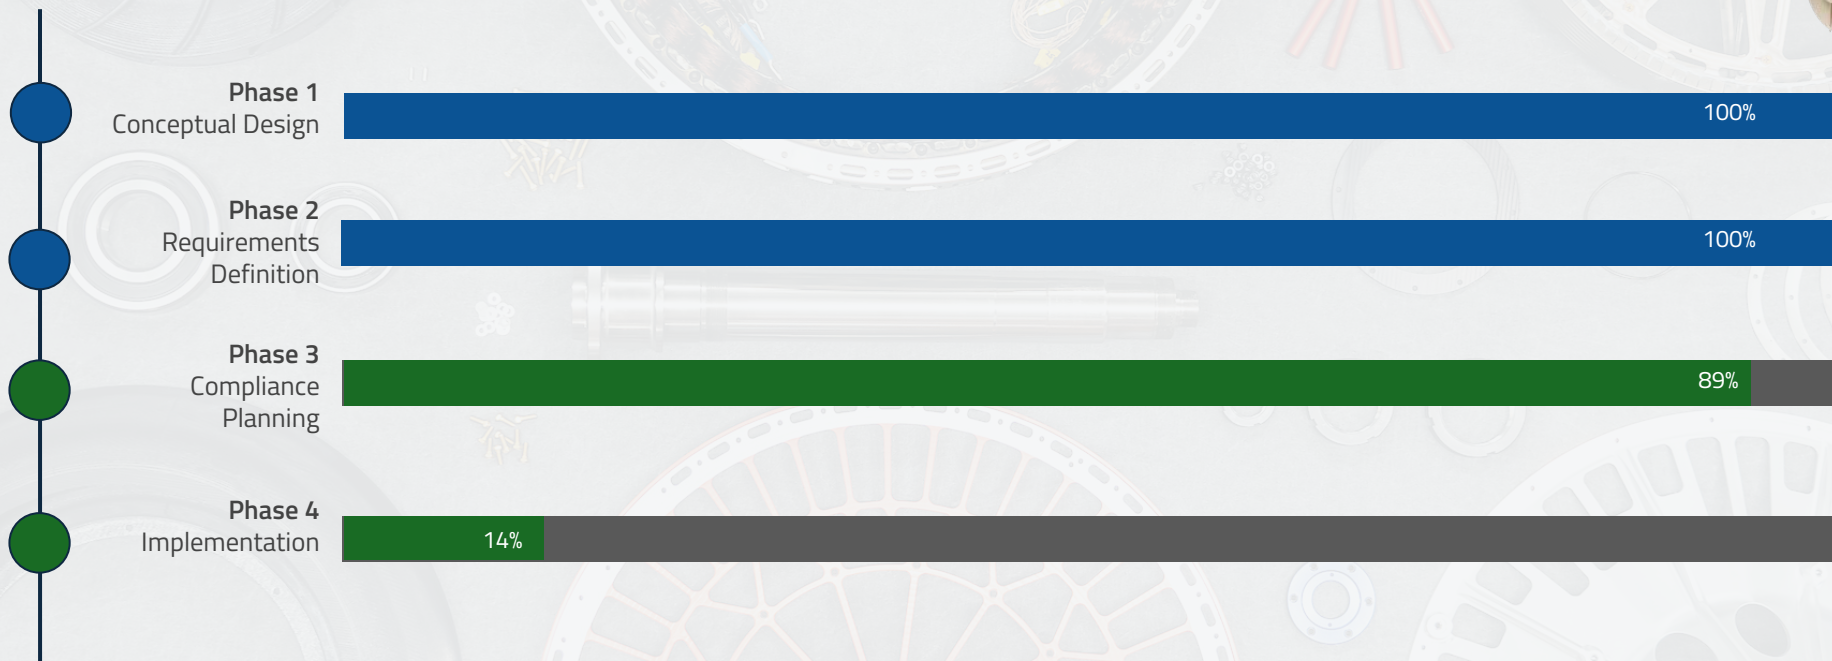 Phase 1
Conceptual Design
100%
Phase 2
Requirements
Definition
100%
Phase 3
Compliance
Planning
89%
Phase 4
Implementation
14%